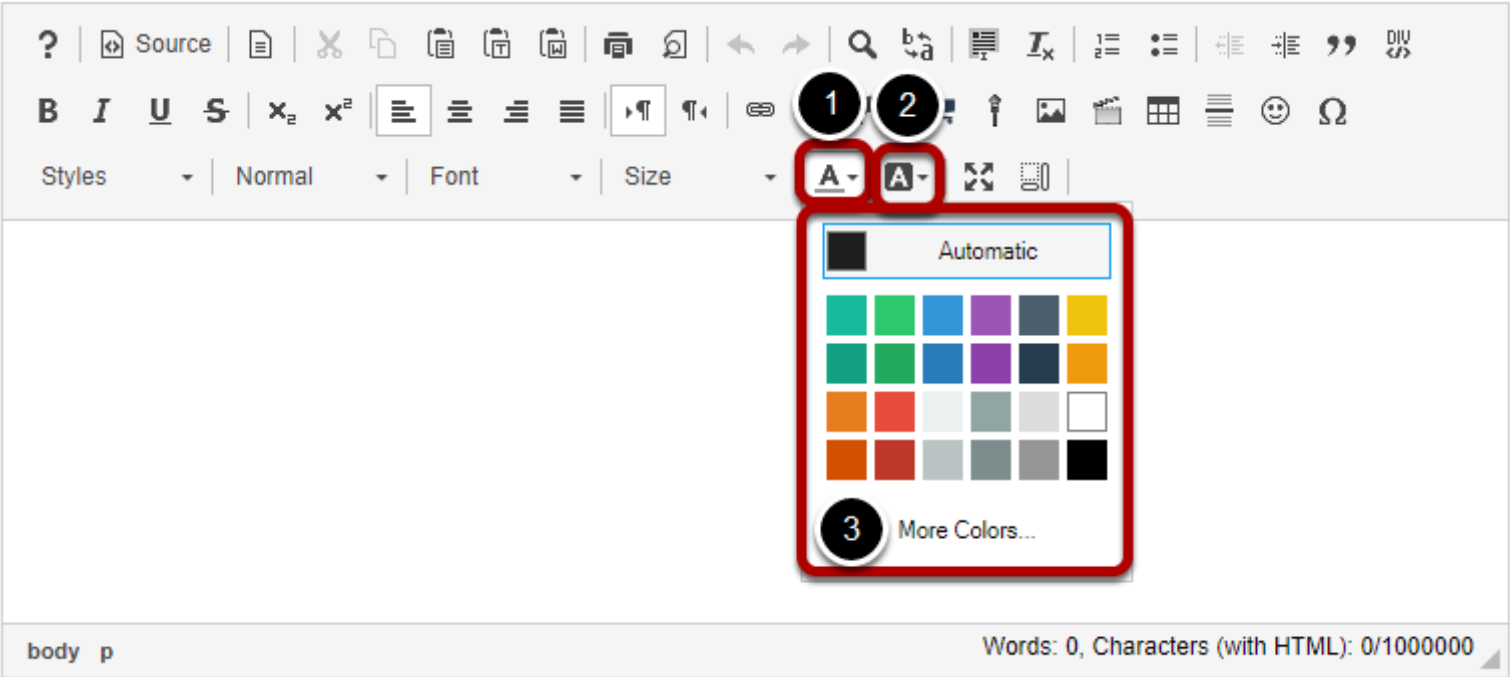 ? Source
DIV
B I U S x₂ x²
1 2
Styles Normal Font Size A A
Automatic
3 More Colors...
body p Words: 0, Characters (with HTML): 0/1000000